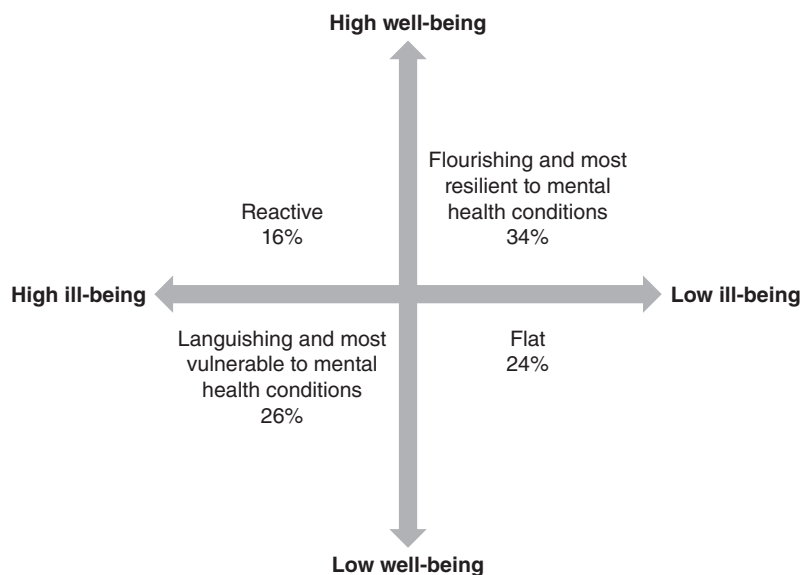 High well-being
Flourishing and most
resilient to mental
health conditions
34%
Reactive
16%
High ill-being
Low ill-being
Languishing and most
vulnerable to mental
health conditions
26%
Flat
24%
Low well-being